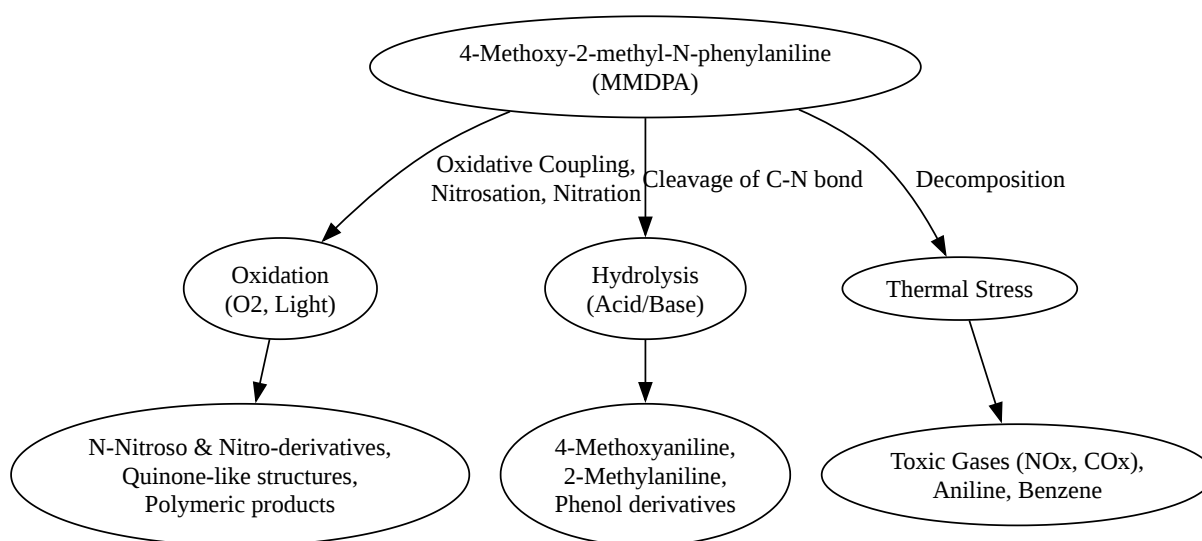 4-Methoxy-2-methyl-N-phenylaniline
(MMDPA)
Oxidative Coupling,
Nitrosation, Nitration
Cleavage of C-N bond
Decomposition
Oxidation
(O2, Light)
Hydrolysis
(Acid/Base)
Thermal Stress
N-Nitroso & Nitro-derivatives,
Quinone-like structures,
Polymeric products
4-Methoxyaniline,
2-Methylaniline,
Phenol derivatives
Toxic Gases (NOx, COx),
Aniline, Benzene